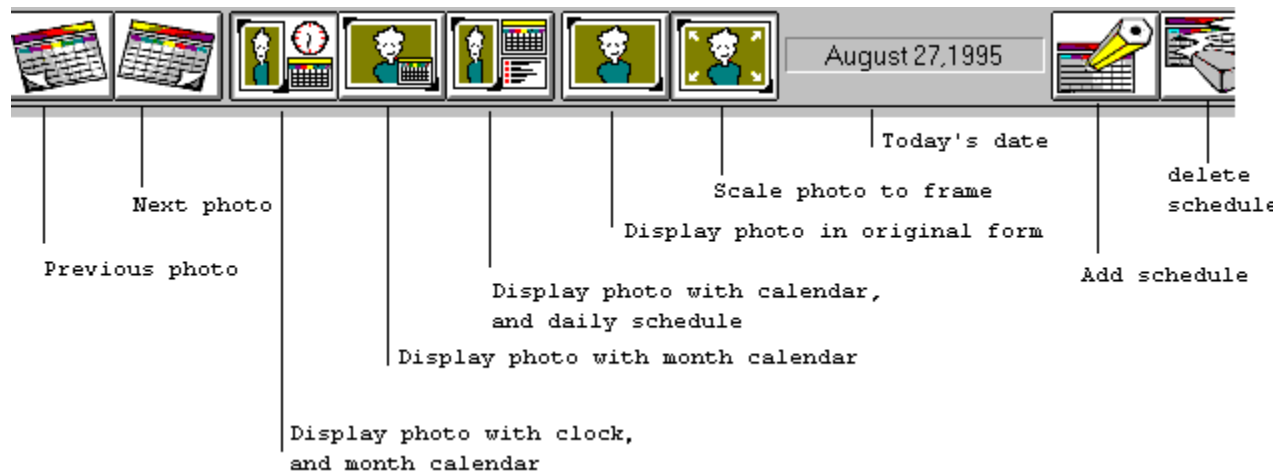 August 27,1995
Today's date
delete
schedule
Scale photo to frame
Next photo
Display photo in original form
Previous photo
Add schedule
Display photo with calendar,
and daily schedule
Display photo with month calendar
Display photo with clock,
and month calendar